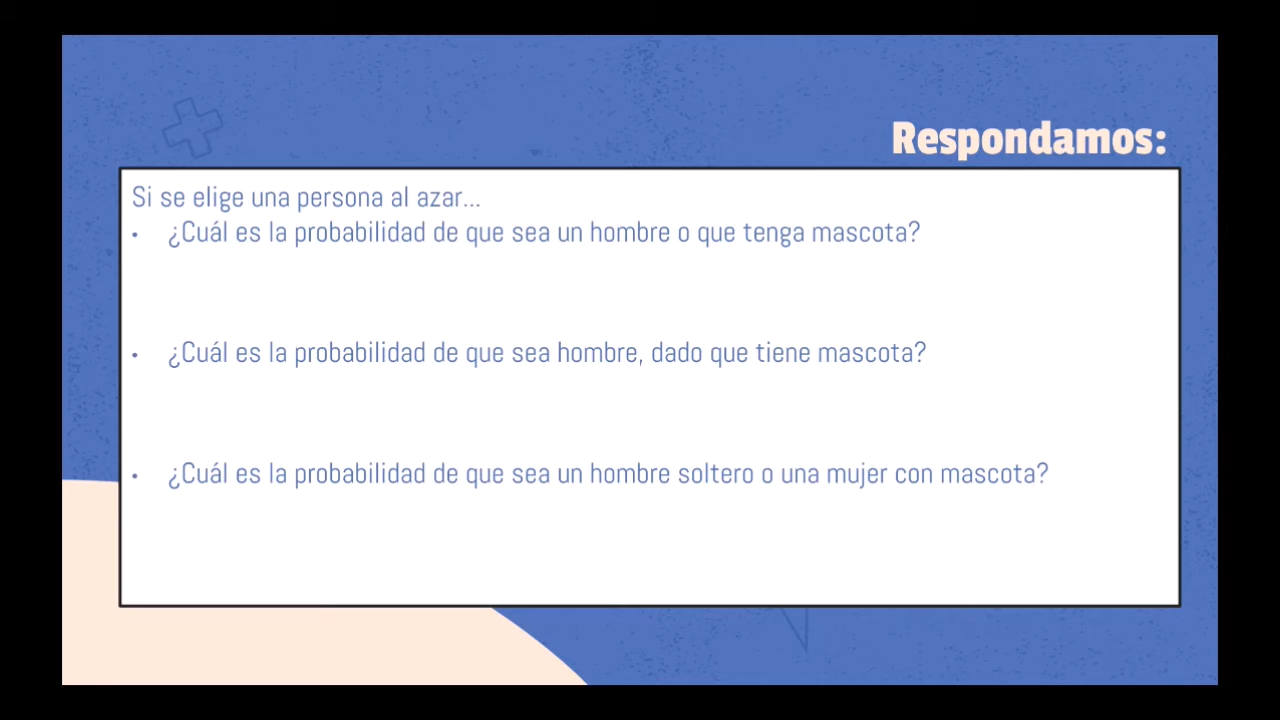 Respondamos:
Si se elige una persona al azar...
• ¿Cuál es la probabilidad de que sea un hombre o que tenga mascota?
• ¿Cuál es la probabilidad de que sea hombre, dado que tiene mascota?
• ¿Cuál es la probabilidad de que sea un hombre soltero o una mujer con mascota?